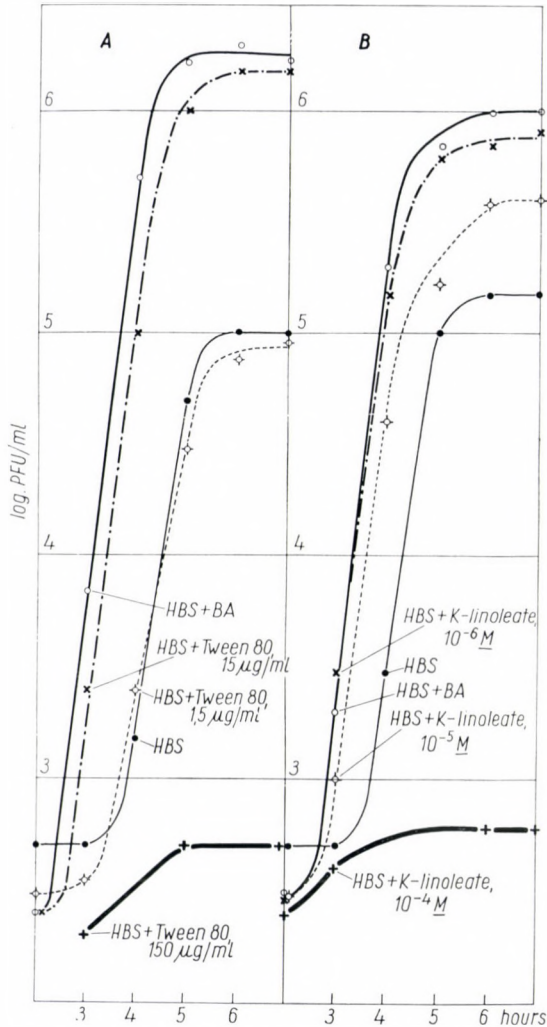 A
B
log. PFU/ml
6
6
5
5
4
4
3
3
HBS+BA
HBS+Tween 80,
15 µg/ml
HBS+Tween 80,
1,5 µg/ml
HBS
HBS+Tween 80,
150 µg/ml
HBS+K-linoleate,
10⁻⁶ M
HBS
HBS+BA
HBS+K-linoleate,
10⁻⁵ M
HBS+K-linoleate,
10⁻⁴ M
3 4 5 6 3 4 5 6 hours